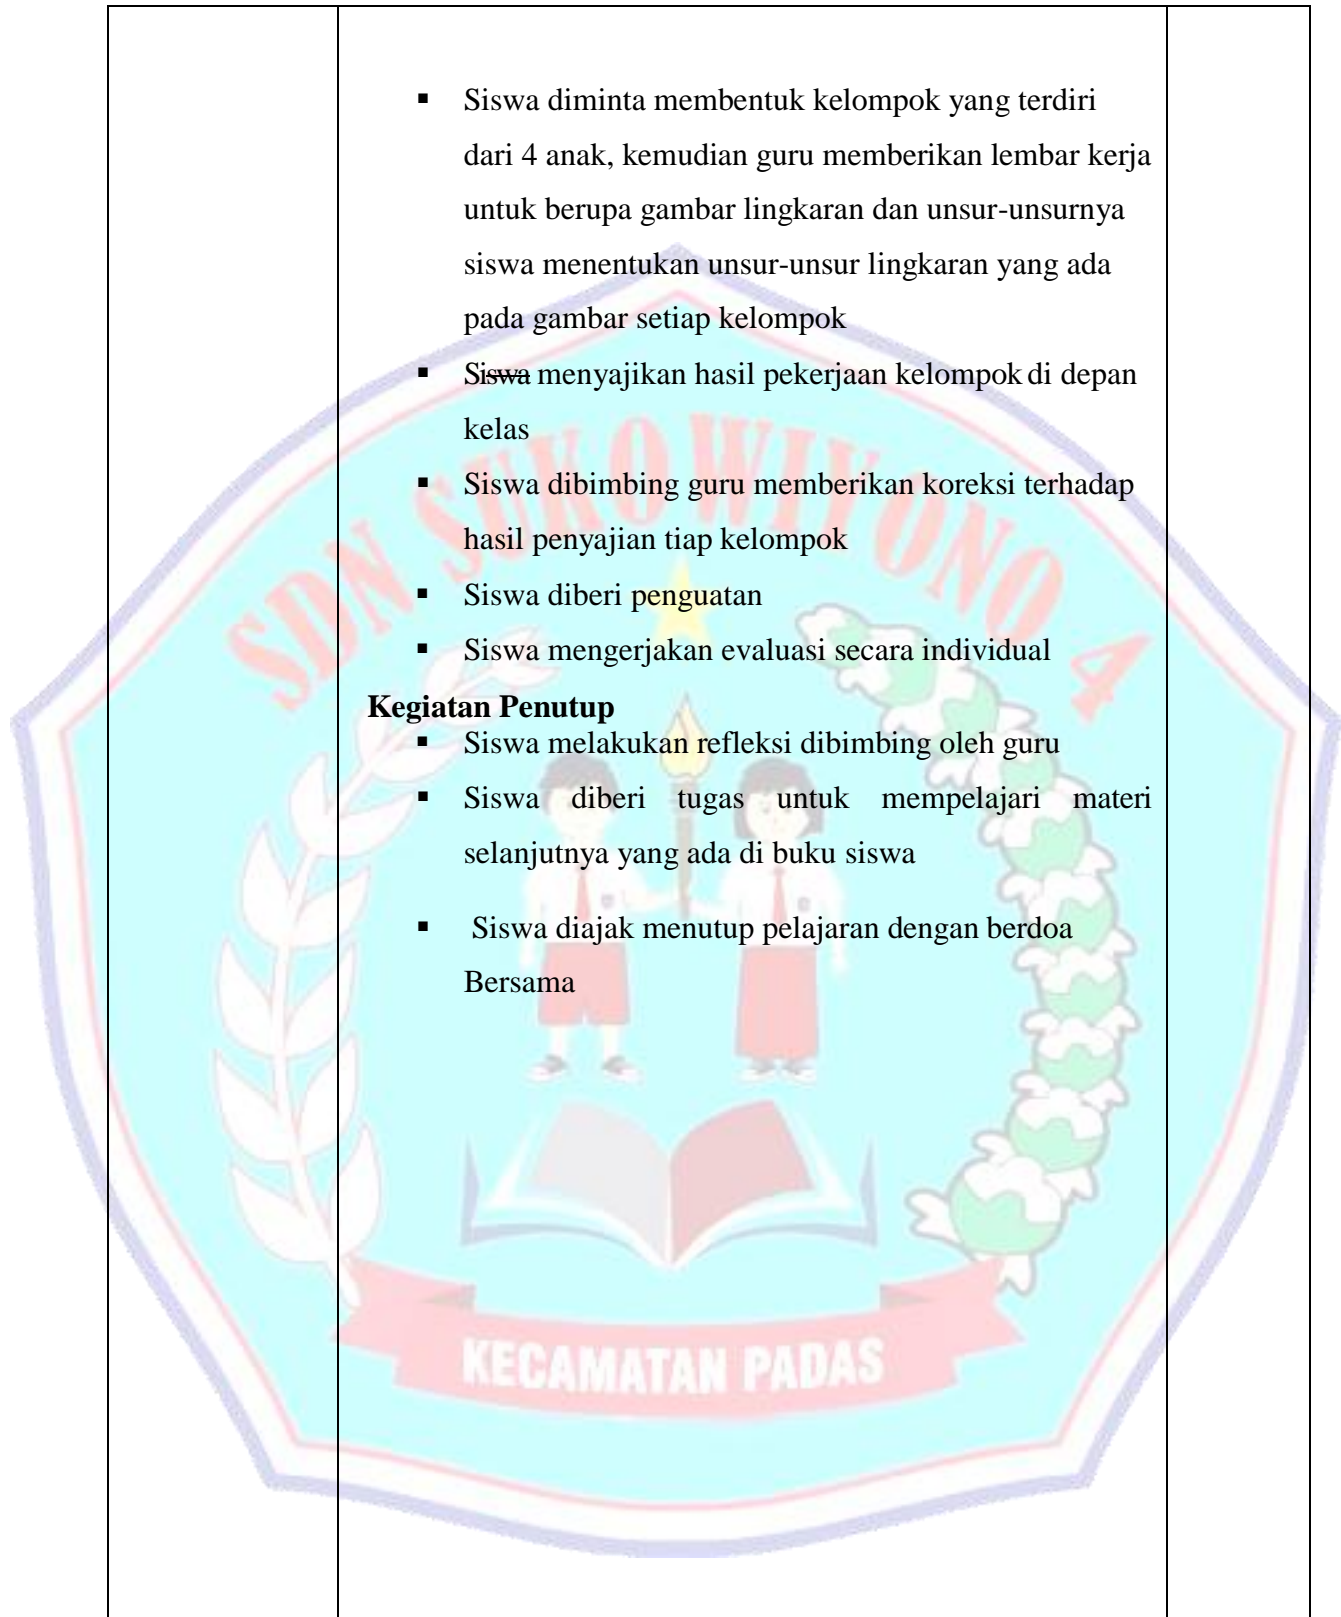 ▪ Siswa diminta membentuk kelompok yang terdiri
dari 4 anak, kemudian guru memberikan lembar kerja
untuk berupa gambar lingkaran dan unsur-unsurnya
siswa menentukan unsur-unsur lingkaran yang ada
pada gambar setiap kelompok
▪ Siswa menyajikan hasil pekerjaan kelompok di depan
kelas
▪ Siswa dibimbing guru memberikan koreksi terhadap
hasil penyajian tiap kelompok
▪ Siswa diberi penguatan
▪ Siswa mengerjakan evaluasi secara individual
Kegiatan Penutup
▪ Siswa melakukan refleksi dibimbing oleh guru
▪ Siswa diberi tugas untuk mempelajari materi
selanjutnya yang ada di buku siswa
▪ Siswa diajak menutup pelajaran dengan berdoa
Bersama
SDN SUKOWIYONO 4
KECAMATAN PADAS